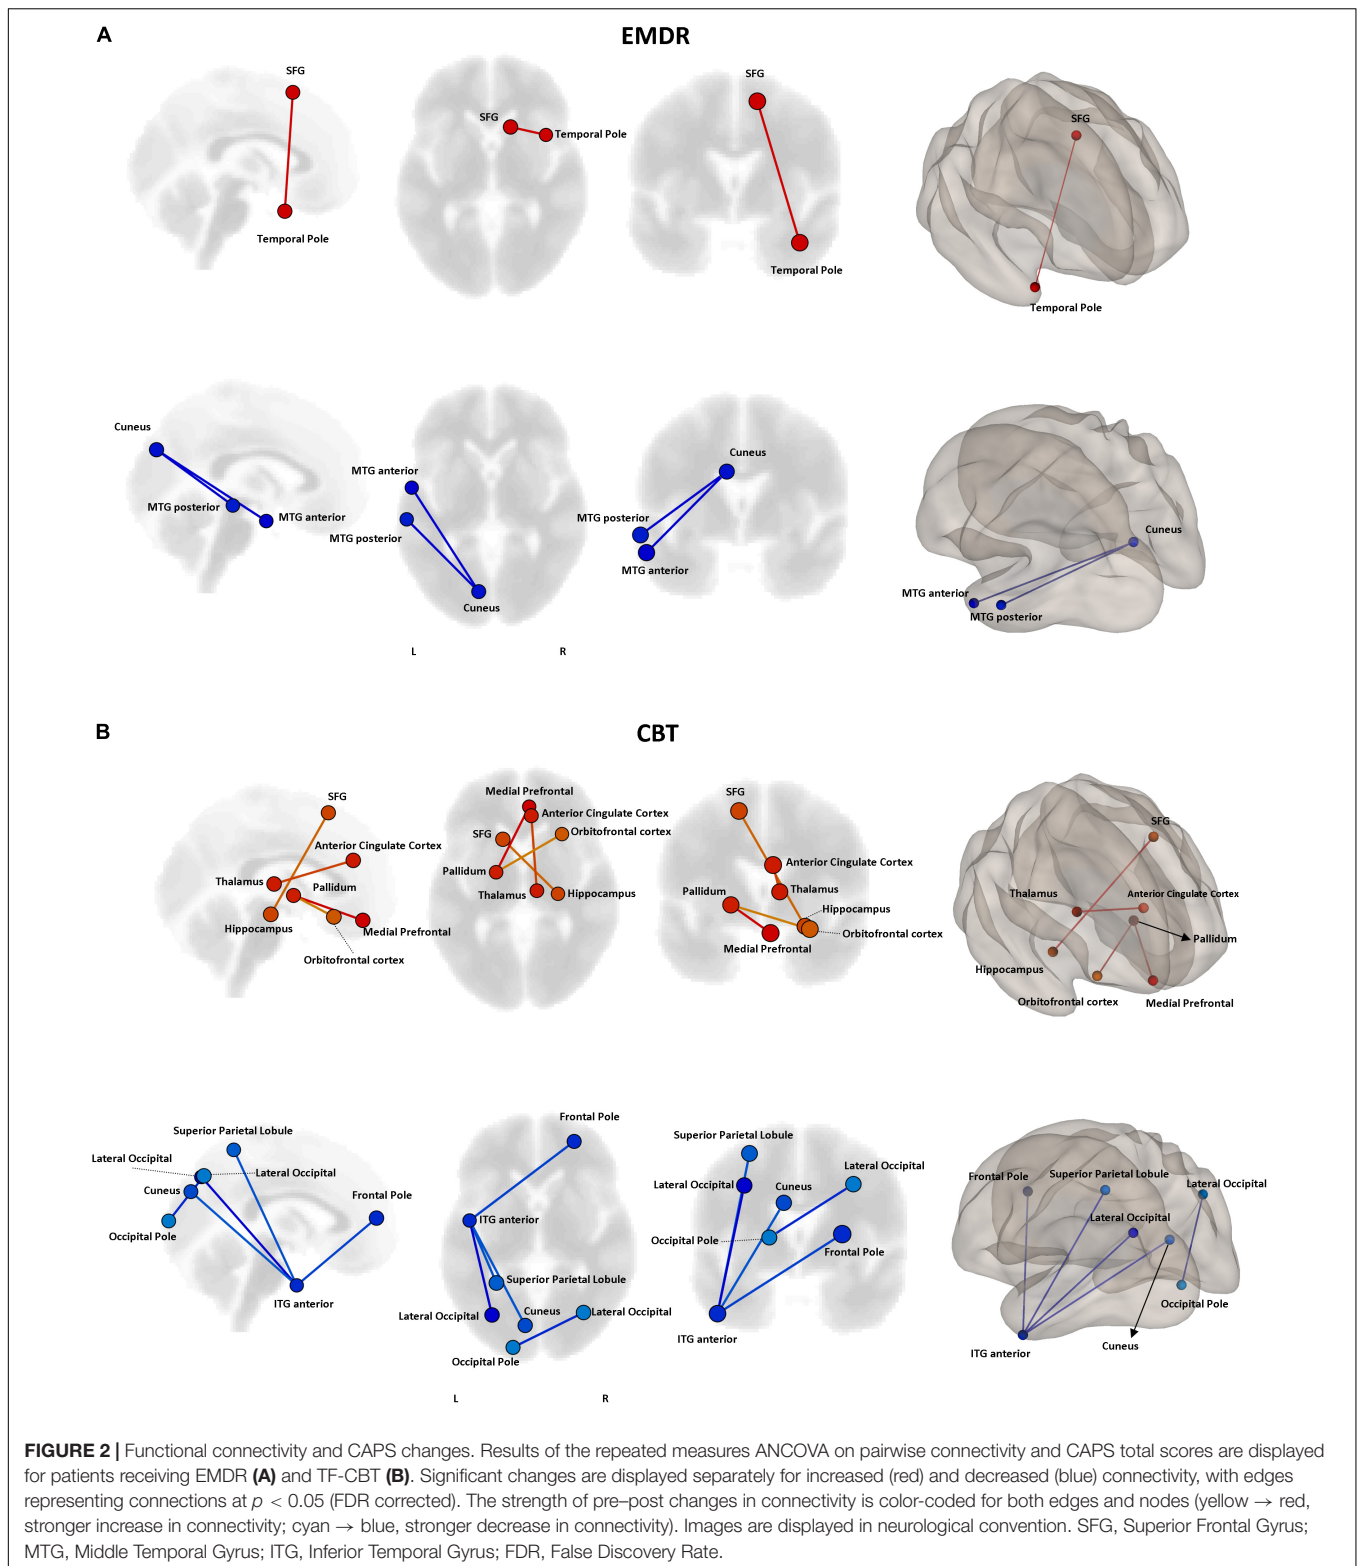 A
EMDR
SFG
Temporal Pole
SFG
Temporal Pole
SFG
Temporal Pole
SFG
Temporal Pole
Cuneus
MTG posterior
MTG anterior
MTG anterior
MTG posterior
Cuneus
Cuneus
MTG posterior
MTG anterior
Cuneus
MTG anterior
MTG posterior
L
R
B
CBT
SFG
Anterior Cingulate Cortex
Thalamus
Pallidum
Hippocampus
Medial Prefrontal
Orbitofrontal cortex
Medial Prefrontal
Anterior Cingulate Cortex
SFG
Orbitofrontal cortex
Pallidum
Thalamus
Hippocampus
SFG
Anterior Cingulate Cortex
Pallidum
Thalamus
Hippocampus
Orbitofrontal cortex
Medial Prefrontal
SFG
Thalamus
Anterior Cingulate Cortex
Pallidum
Hippocampus
Orbitofrontal cortex
Medial Prefrontal
Superior Parietal Lobule
Lateral Occipital
Lateral Occipital
Cuneus
Frontal Pole
Occipital Pole
ITG anterior
Frontal Pole
ITG anterior
Superior Parietal Lobule
Lateral Occipital
Cuneus
Lateral Occipital
Occipital Pole
Superior Parietal Lobule
Lateral Occipital
Lateral Occipital
Cuneus
Occipital Pole
Frontal Pole
ITG anterior
Frontal Pole
Superior Parietal Lobule
Lateral Occipital
Lateral Occipital
Occipital Pole
ITG anterior
Cuneus
L
R
FIGURE 2 | Functional connectivity and CAPS changes. Results of the repeated measures ANCOVA on pairwise connectivity and CAPS total scores are displayed
for patients receiving EMDR (A) and TF-CBT (B). Significant changes are displayed separately for increased (red) and decreased (blue) connectivity, with edges
representing connections at p < 0.05 (FDR corrected). The strength of pre–post changes in connectivity is color-coded for both edges and nodes (yellow → red,
stronger increase in connectivity; cyan → blue, stronger decrease in connectivity). Images are displayed in neurological convention. SFG, Superior Frontal Gyrus;
MTG, Middle Temporal Gyrus; ITG, Inferior Temporal Gyrus; FDR, False Discovery Rate.